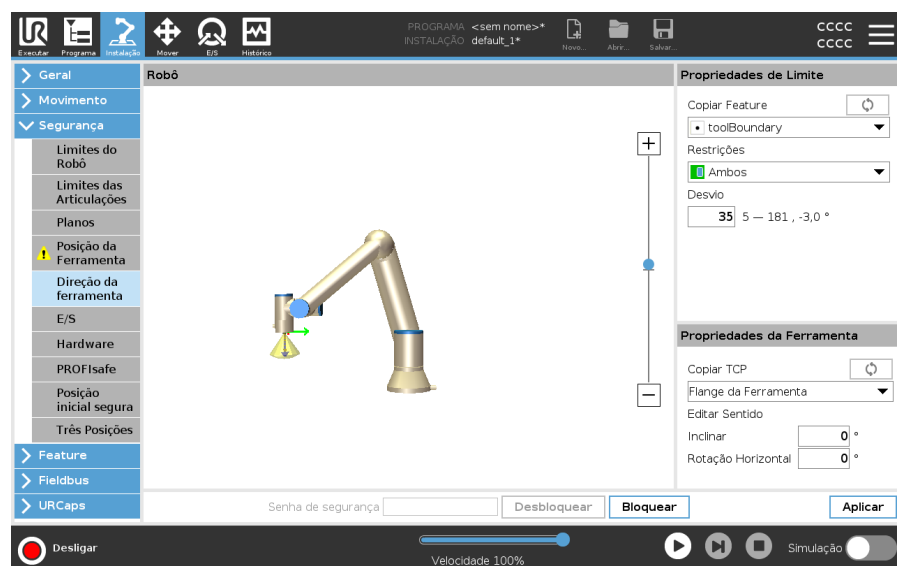 UR
PROGRAMA <sem nome>*
INSTALAÇÃO default_1*
Executar Programa Instalação Mover E/S Histórico
Novo... Abrir... Salvar...
cccc
cccc
Geral
Movimento
Segurança
Limites do
Robô
Limites das
Articulações
Planos
Posição da
Ferramenta
Direção da
ferramenta
E/S
Hardware
PROFIsafe
Posição
inicial segura
Três Posições
Feature
Fieldbus
URCaps
Robô
Propriedades de Limite
Copiar Feature
toolBoundary
Restrições
Ambos
Desvio
35 5 — 181 , -3,0 °
Propriedades da Ferramenta
Copiar TCP
Flange da Ferramenta
Editar Sentido
Inclinar 0 °
Rotação Horizontal 0 °
Senha de segurança Desbloquear Bloquear Aplicar
Desligar
Velocidade 100%
Simulação